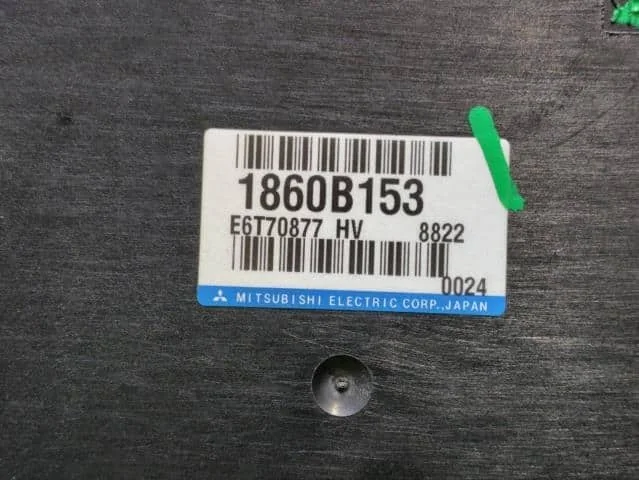 1860B153
E6T70877 HV 8822
0024
MITSUBISHI ELECTRIC CORP.,JAPAN